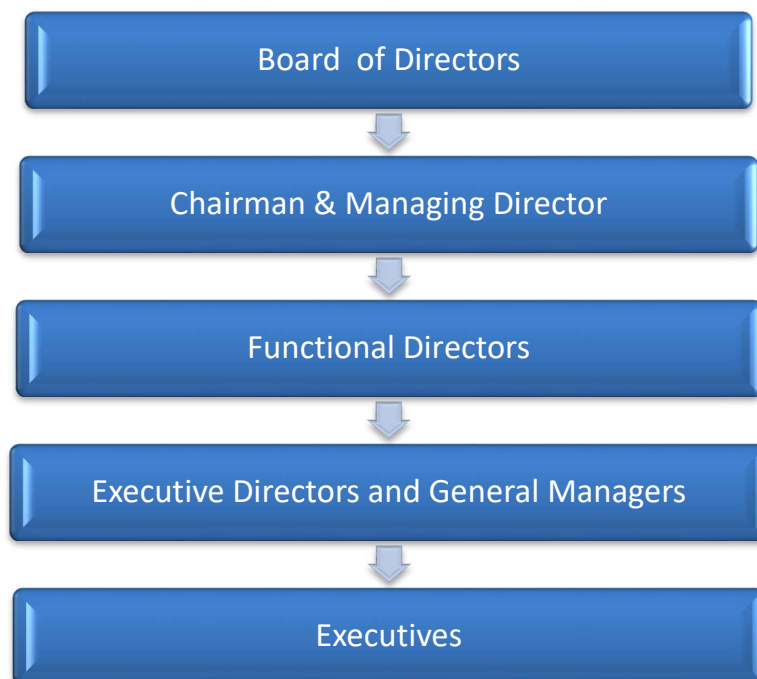 Board of Directors
Chairman & Managing Director
Functional Directors
Executive Directors and General Managers
Executives